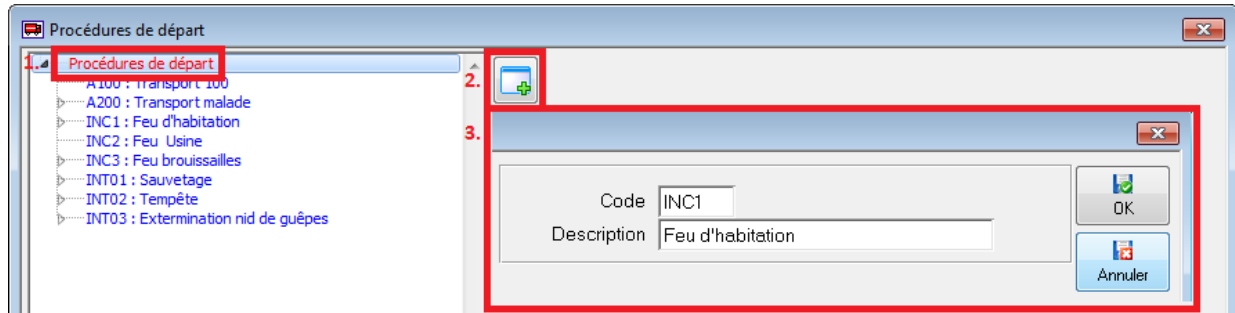 Procédures de départ
1. Procédures de départ
A100 : Transport 100
A200 : Transport malade
INC1 : Feu d'habitation
INC2 : Feu  Usine
INC3 : Feu brouissailles
INT01 : Sauvetage
INT02 : Tempête
INT03 : Extermination nid de guêpes
2.
3.
Code INC1
Description Feu d'habitation
OK
Annuler